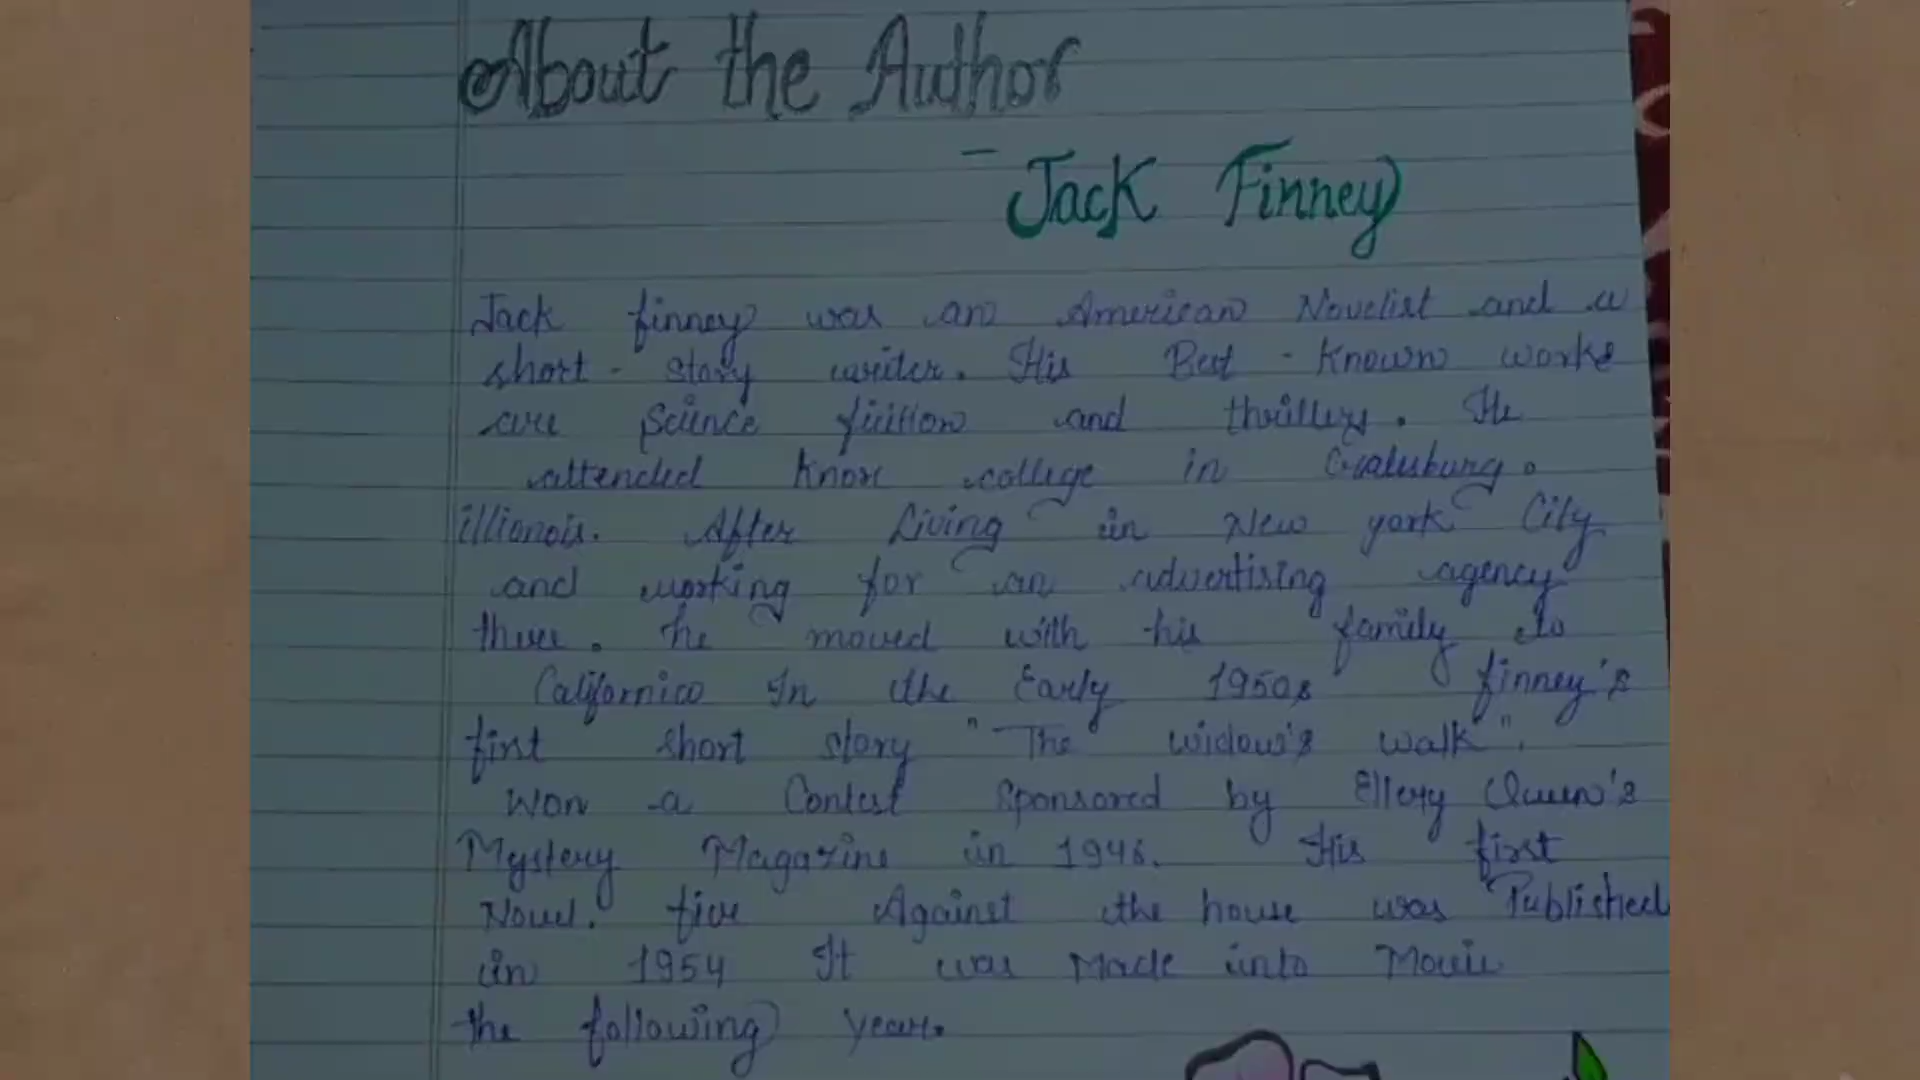 About the Author
- Jack Finney
Jack finney was an American Novelist and a
short - story writer. His Best - Known works
are Science fiction and thrillers. He
attended Knox college in Galesburg.
illionois. After Living in New york City
and working for an advertising agency
there. he moved with his family to
California In the Early 1950s finney's
first short story "The widow's walk".
Won a Contest Sponsored by Ellery Queen's
Mystery Magazine in 1946. His first
Novel. five Against the house was Published
in 1954 It was Made into Movie
the following year.